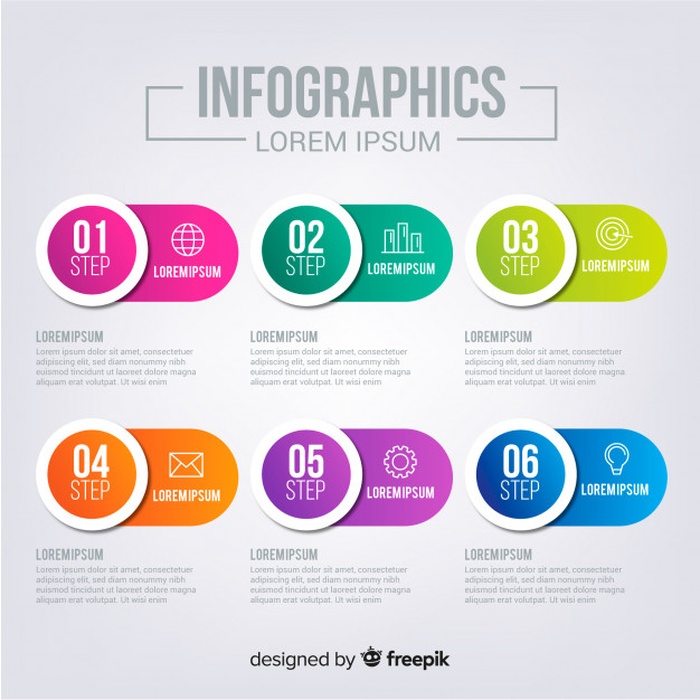 INFOGRAPHICS
LOREM IPSUM
01
STEP
LOREMIPSUM
02
STEP
LOREMIPSUM
03
STEP
LOREMIPSUM
LOREMIPSUM
Lorem ipsum dolor sit amet, consectetuer
adipiscing elit, sed diam nonummy nibh
euismod tincidunt ut laoreet dolore magna
aliquam erat volutpat. Ut wisi enim
LOREMIPSUM
Lorem ipsum dolor sit amet, consectetuer
adipiscing elit, sed diam nonummy nibh
euismod tincidunt ut laoreet dolore magna
aliquam erat volutpat. Ut wisi enim
LOREMIPSUM
Lorem ipsum dolor sit amet, consectetuer
adipiscing elit, sed diam nonummy nibh
euismod tincidunt ut laoreet dolore magna
aliquam erat volutpat. Ut wisi enim
04
STEP
LOREMIPSUM
05
STEP
LOREMIPSUM
06
STEP
LOREMIPSUM
LOREMIPSUM
Lorem ipsum dolor sit amet, consectetuer
adipiscing elit, sed diam nonummy nibh
euismod tincidunt ut laoreet dolore magna
aliquam erat volutpat. Ut wisi enim
LOREMIPSUM
Lorem ipsum dolor sit amet, consectetuer
adipiscing elit, sed diam nonummy nibh
euismod tincidunt ut laoreet dolore magna
aliquam erat volutpat. Ut wisi enim
LOREMIPSUM
Lorem ipsum dolor sit amet, consectetuer
adipiscing elit, sed diam nonummy nibh
euismod tincidunt ut laoreet dolore magna
aliquam erat volutpat. Ut wisi enim
designed by freepik